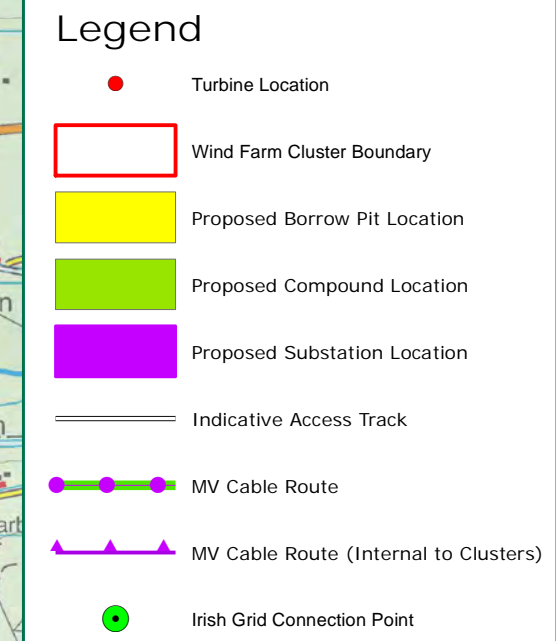 Legend
Turbine Location
Wind Farm Cluster Boundary
Proposed Borrow Pit Location
Proposed Compound Location
Proposed Substation Location
Indicative Access Track
MV Cable Route
MV Cable Route (Internal to Clusters)
Irish Grid Connection Point